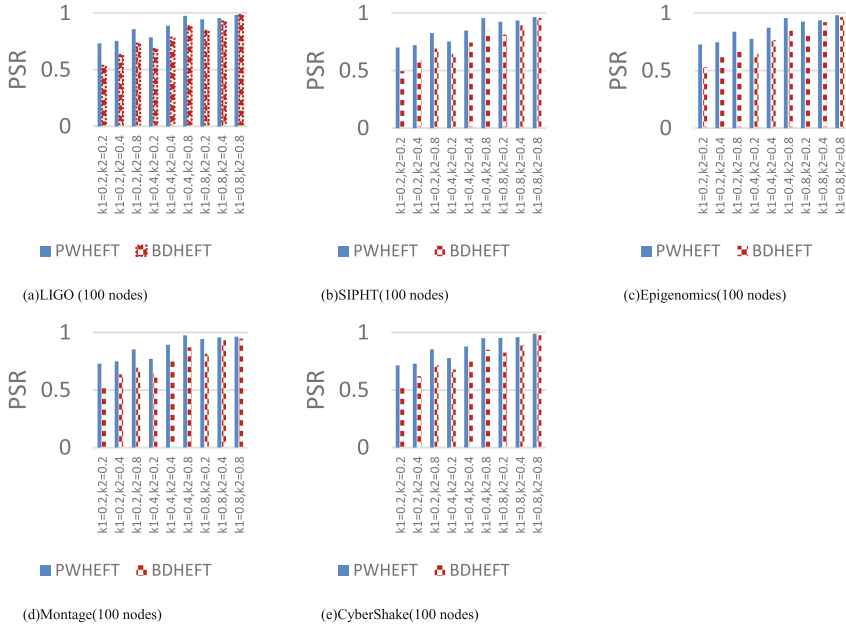 PSR
1
0.5
0
k1=0.2,k2=0.2
k1=0.2,k2=0.4
k1=0.2,k2=0.8
k1=0.4,k2=0.2
k1=0.4,k2=0.4
k1=0.4,k2=0.8
k1=0.8,k2=0.2
k1=0.8,k2=0.4
k1=0.8,k2=0.8
PWHEFT BDHEFT
(a)LIGO (100 nodes)
PSR
1
0.5
0
k1=0.2,k2=0.2
k1=0.2,k2=0.4
k1=0.2,k2=0.8
k1=0.4,k2=0.2
k1=0.4,k2=0.4
k1=0.4,k2=0.8
k1=0.8,k2=0.2
k1=0.8,k2=0.4
k1=0.8,k2=0.8
PWHEFT BDHEFT
(b)SIPHT(100 nodes)
PSR
1
0.5
0
k1=0.2,k2=0.2
k1=0.2,k2=0.4
k1=0.2,k2=0.8
k1=0.4,k2=0.2
k1=0.4,k2=0.4
k1=0.4,k2=0.8
k1=0.8,k2=0.2
k1=0.8,k2=0.4
k1=0.8,k2=0.8
PWHEFT BDHEFT
(c)Epigenomics(100 nodes)
PSR
1
0.5
0
k1=0.2,k2=0.2
k1=0.2,k2=0.4
k1=0.2,k2=0.8
k1=0.4,k2=0.2
k1=0.4,k2=0.4
k1=0.4,k2=0.8
k1=0.8,k2=0.2
k1=0.8,k2=0.4
k1=0.8,k2=0.8
PWHEFT BDHEFT
(d)Montage(100 nodes)
PSR
1
0.5
0
k1=0.2,k2=0.2
k1=0.2,k2=0.4
k1=0.2,k2=0.8
k1=0.4,k2=0.2
k1=0.4,k2=0.4
k1=0.4,k2=0.8
k1=0.8,k2=0.2
k1=0.8,k2=0.4
k1=0.8,k2=0.8
PWHEFT BDHEFT
(e)CyberShake(100 nodes)